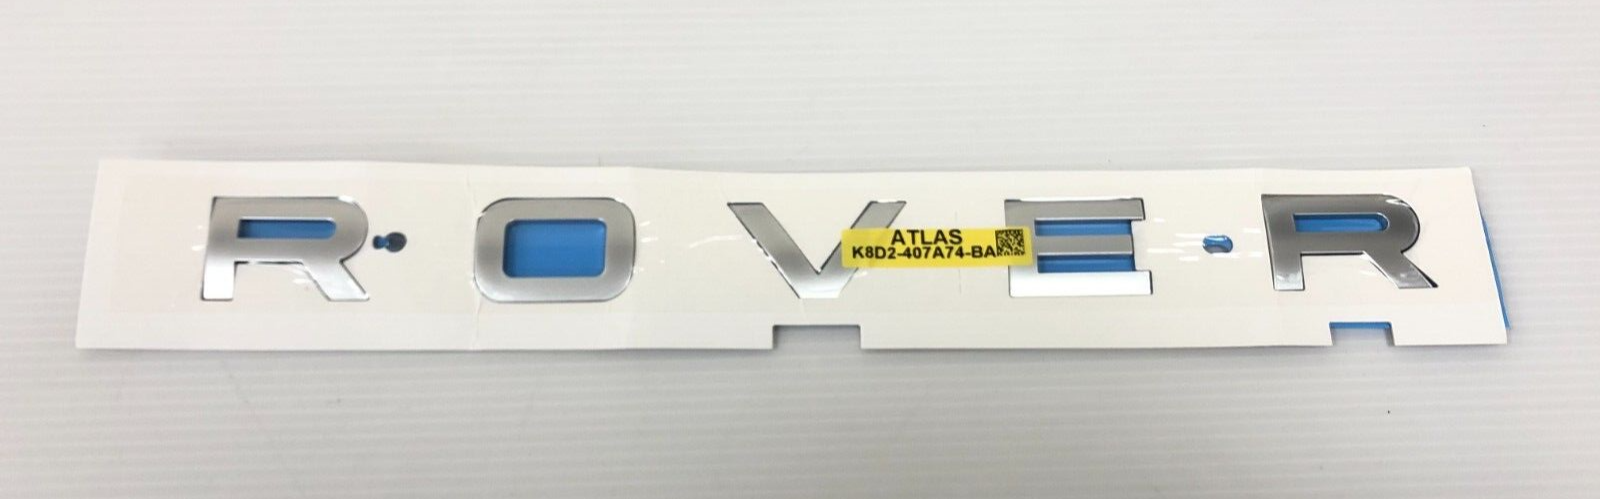 ROVER
ATLAS
K8D2-407A74-BA